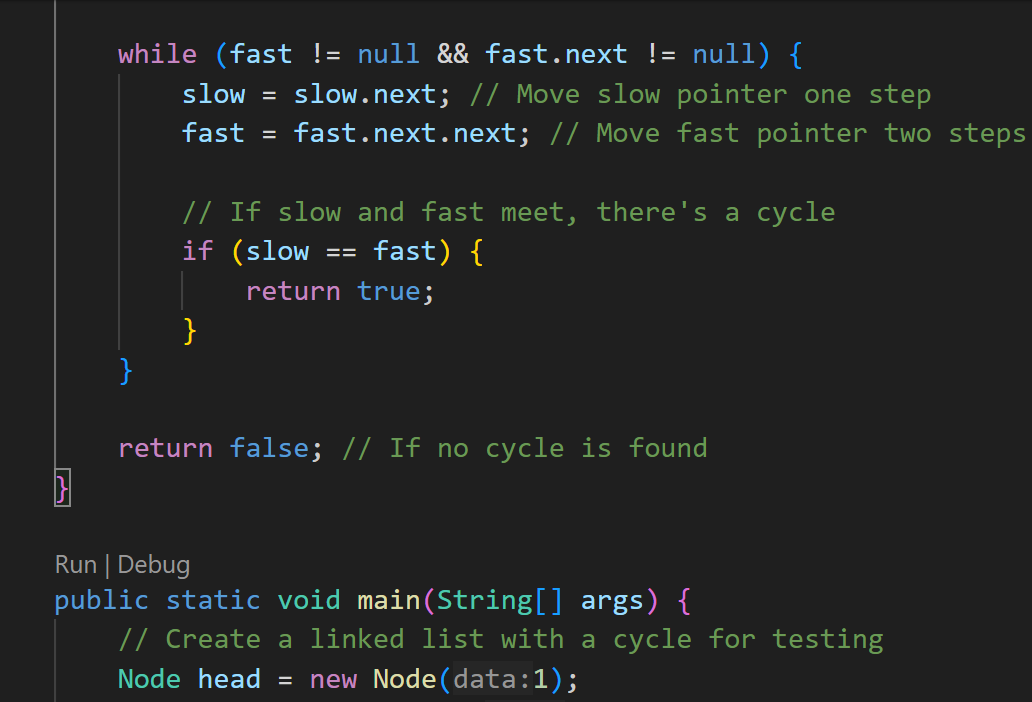 while (fast != null && fast.next != null) {
slow = slow.next; // Move slow pointer one step
fast = fast.next.next; // Move fast pointer two steps
// If slow and fast meet, there's a cycle
if (slow == fast) {
return true;
}
}
return false; // If no cycle is found
}
Run | Debug
public static void main(String[] args) {
// Create a linked list with a cycle for testing
Node head = new Node(data:1);